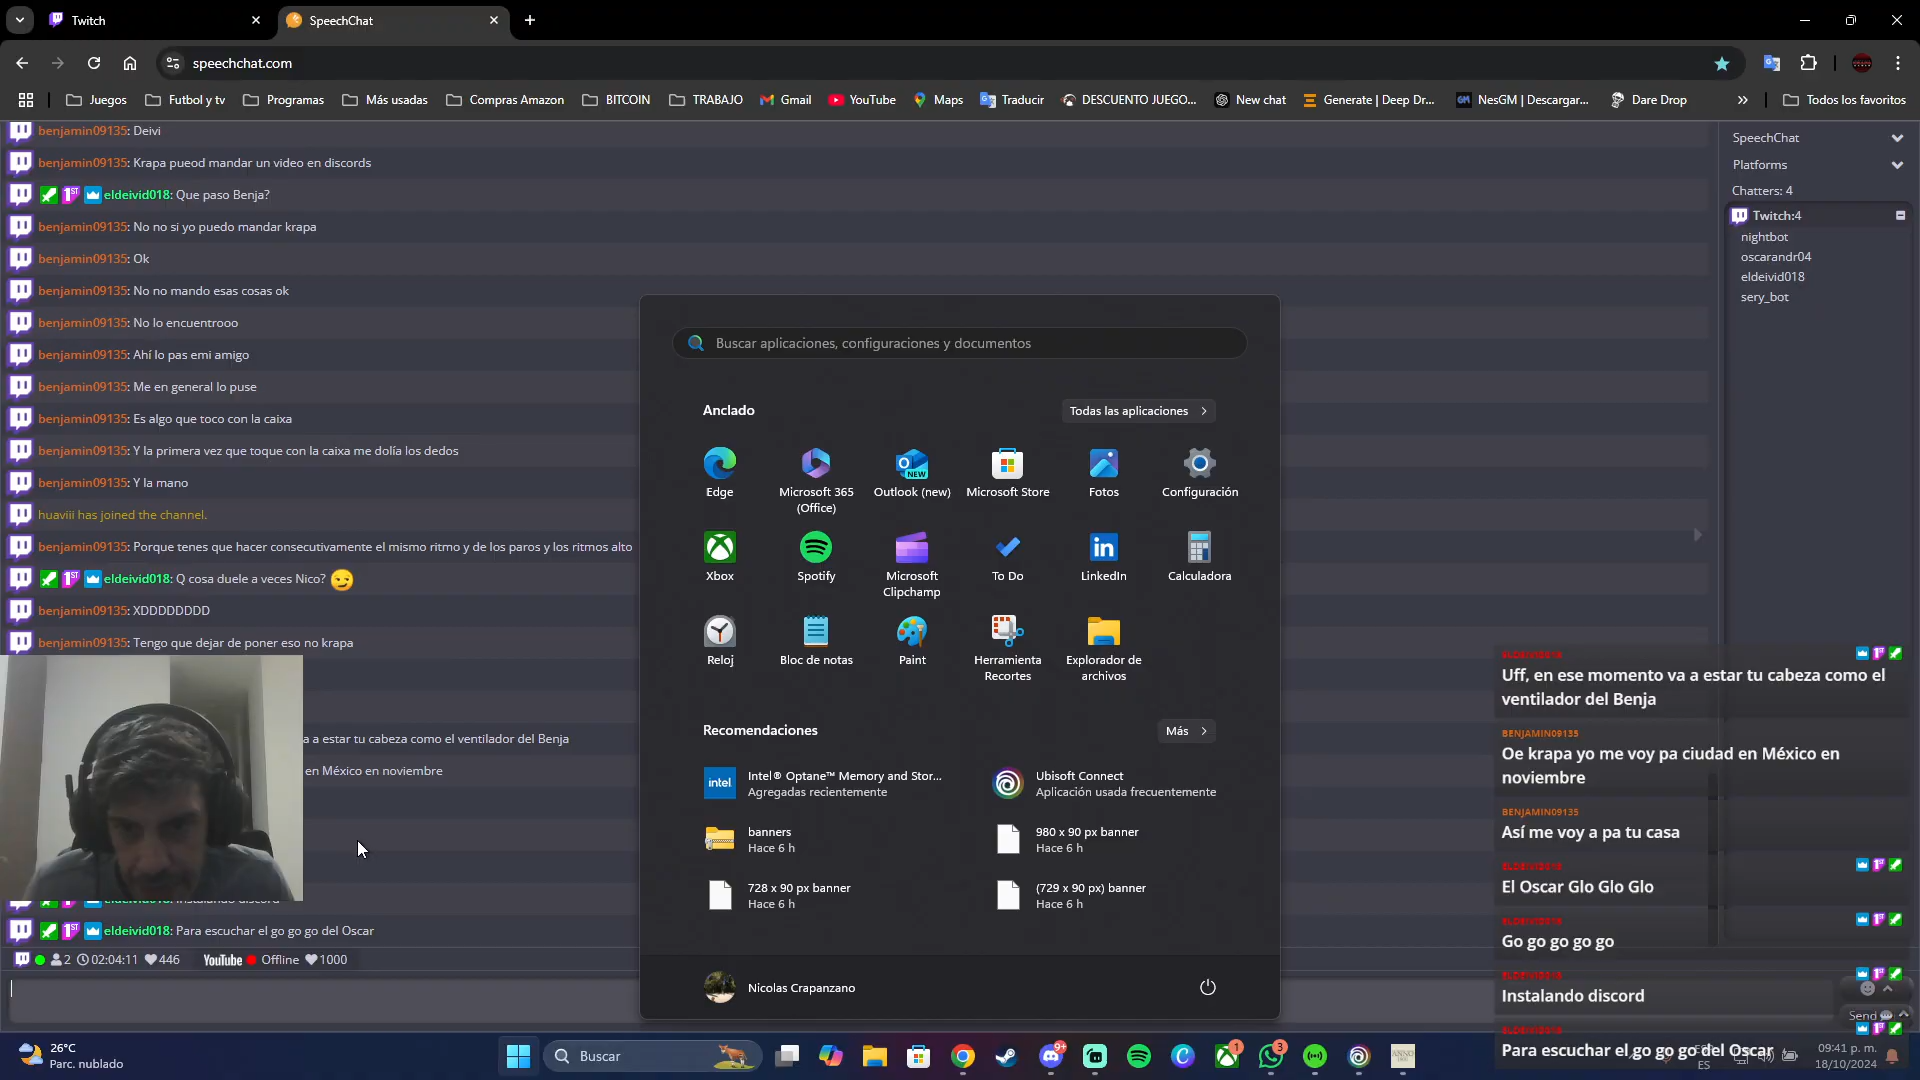 Twitch
SpeechChat
speechchat.com
Juegos
Futbol y tv
Programas
Más usadas
Compras Amazon
BITCOIN
TRABAJO
Gmail
YouTube
Maps
Traducir
DESCUENTO JUEGO...
New chat
Generate | Deep Dr...
NesGM | Descargar...
Dare Drop
Todos los favoritos
benjamin09135: Deivi
benjamin09135: Krapa pueod mandar un video en discords
eldeivid018: Que paso Benja?
benjamin09135: No no si yo puedo mandar krapa
benjamin09135: Ok
benjamin09135: No no mando esas cosas ok
benjamin09135: No lo encuentrooo
benjamin09135: Ahí lo pas emi amigo
benjamin09135: Me en general lo puse
benjamin09135: Es algo que toco con la caixa
benjamin09135: Y la primera vez que toque con la caixa me dolía los dedos
benjamin09135: Y la mano
huaviii has joined the channel.
benjamin09135: Porque tenes que hacer consecutivamente el mismo ritmo y de los paros y los ritmos alto
eldeivid018: Q cosa duele a veces Nico?
benjamin09135: XDDDDDDDD
benjamin09135: Tengo que dejar de poner eso no krapa
a a estar tu cabeza como el ventilador del Benja
en México en noviembre
eldeivid018: Instalando discord
eldeivid018: Para escuchar el go go go del Oscar
2 02:04:11 446 YouTube Offline 1000
SpeechChat
Platforms
Chatters: 4
Twitch:4
nightbot
oscarandr04
eldeivid018
sery_bot
Buscar aplicaciones, configuraciones y documentos
Anclado
Todas las aplicaciones
Edge
Microsoft 365
(Office)
NEW
Outlook (new)
Microsoft Store
Fotos
Configuración
Xbox
Spotify
Microsoft
Clipchamp
To Do
in
LinkedIn
Calculadora
Reloj
Bloc de notas
Paint
Herramienta
Recortes
Explorador de
archivos
Recomendaciones
Más
intel
Intel® Optane™ Memory and Stor...
Agregadas recientemente
Ubisoft Connect
Aplicación usada frecuentemente
banners
Hace 6 h
980 x 90 px banner
Hace 6 h
728 x 90 px banner
Hace 6 h
(729 x 90 px) banner
Hace 6 h
Nicolas Crapanzano
ELDEIVID018
Uff, en ese momento va a estar tu cabeza como el
ventilador del Benja
BENJAMIN09135
Oe krapa yo me voy pa ciudad en México en
noviembre
BENJAMIN09135
Así me voy a pa tu casa
ELDEIVID018
El Oscar Glo Glo Glo
ELDEIVID018
Go go go go go
ELDEIVID018
Instalando discord
Send
ELDEIVID018
Para escuchar el go go go del Oscar
26°C
Parc. nublado
Buscar
9+
1
3
ES
09:41 p. m.
18/10/2024